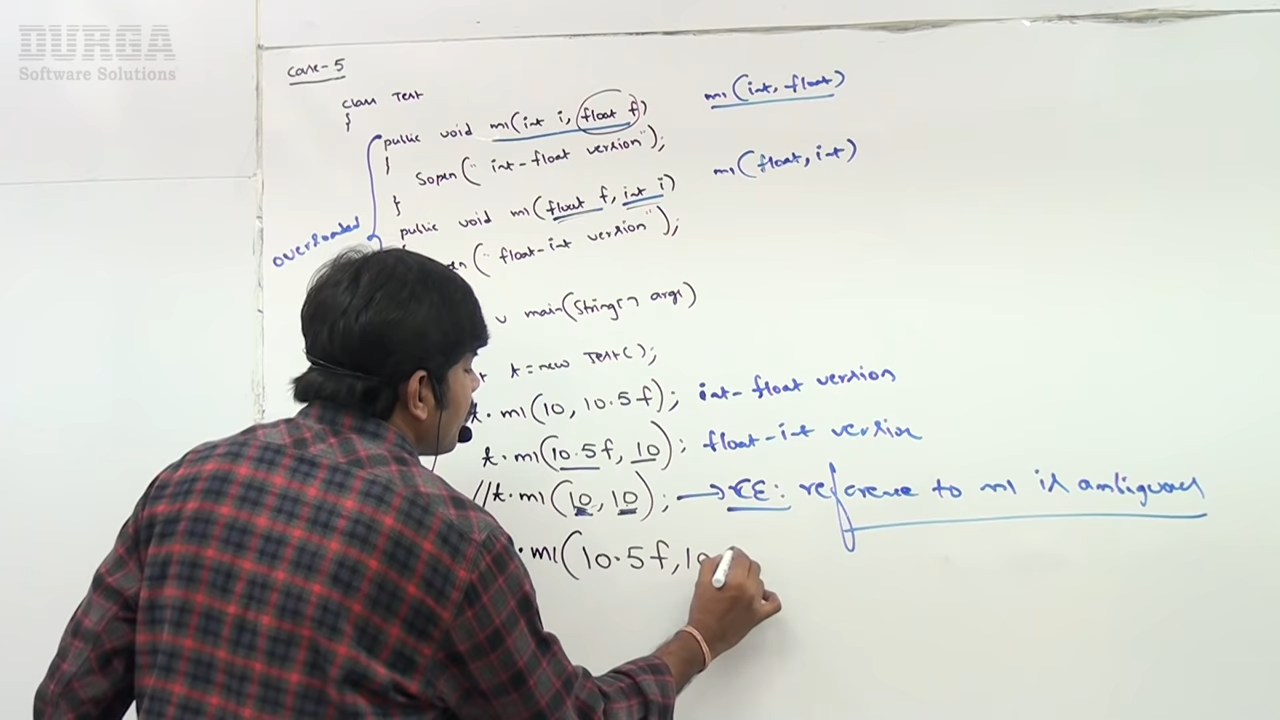 DURGA
Software Solutions
Case-5
class Test
{
public void m1(int i, float f)
{
Sopln(" int-float version");
}
public void m1(float f, int i)
("float-int version");
overloaded
v main(String[] args)
t = new Test();
t.m1(10, 10.5f); int-float version
t.m1(10.5f, 10); float-int version
//t.m1(10, 10); → CE: reference to m1 is ambiguous
.m1(10.5f, 10
m1(int, float)
m1(float, int)